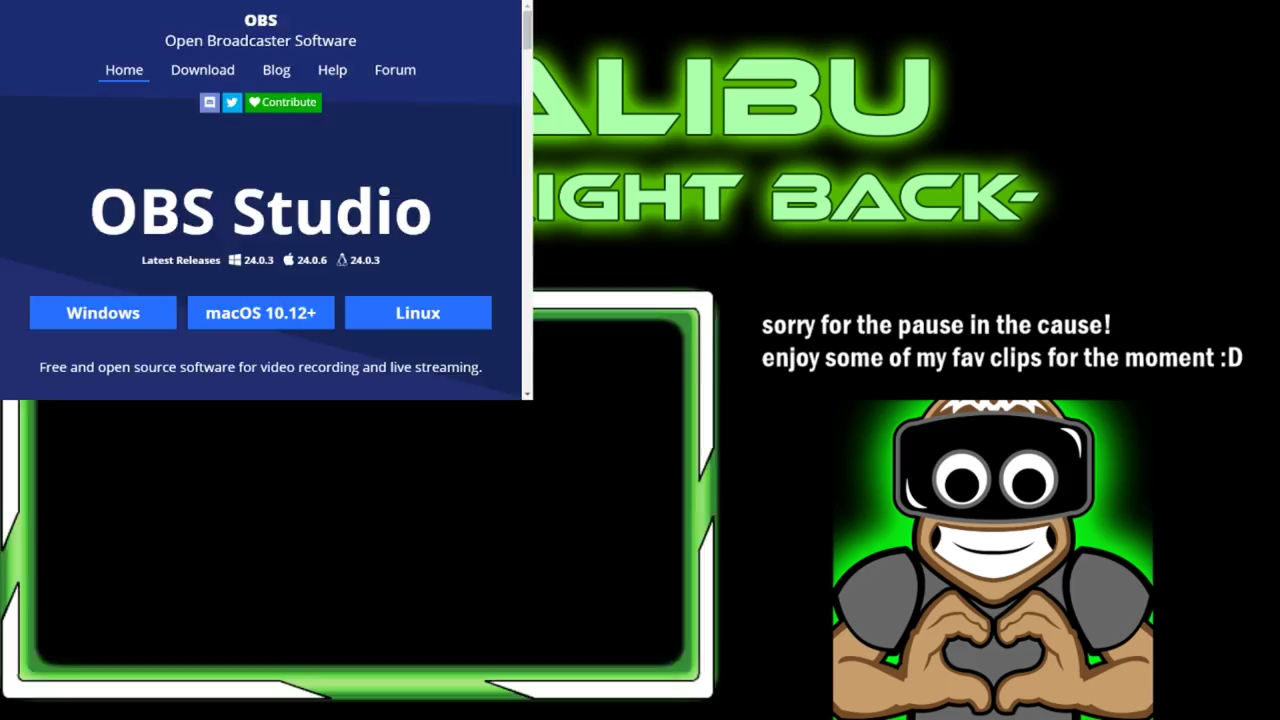 OBS
Open Broadcaster Software
Home Download Blog Help Forum
Contribute
OBS Studio
Latest Releases 24.0.3 24.0.6 24.0.3
Windows macOS 10.12+ Linux
Free and open source software for video recording and live streaming.
ALIBU
IGHT BACK-
sorry for the pause in the cause!
enjoy some of my fav clips for the moment :D